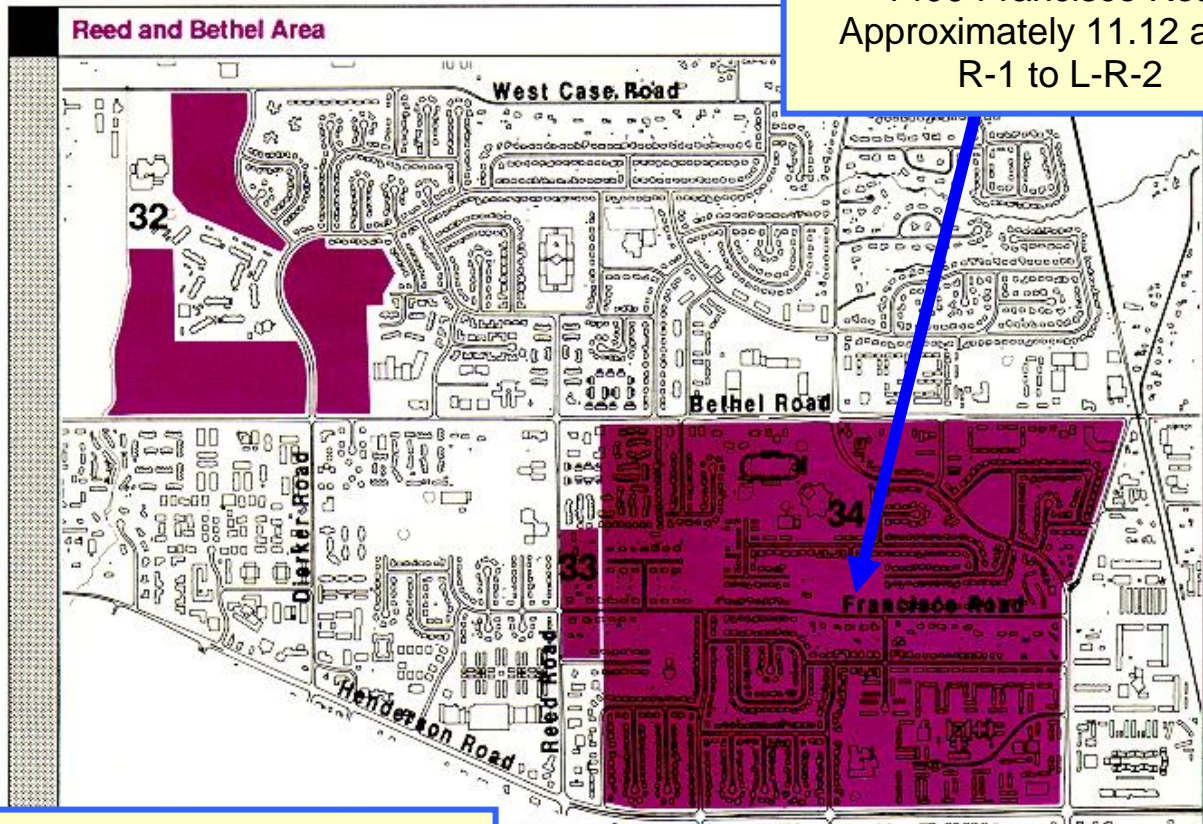 Reed and Bethel Area
Approximately 11.12 a
R-1 to L-R-2
West Case Road
32
Bethel Road
34
Dierker Road
33
Francisco Road
Reed Road
Henderson Road